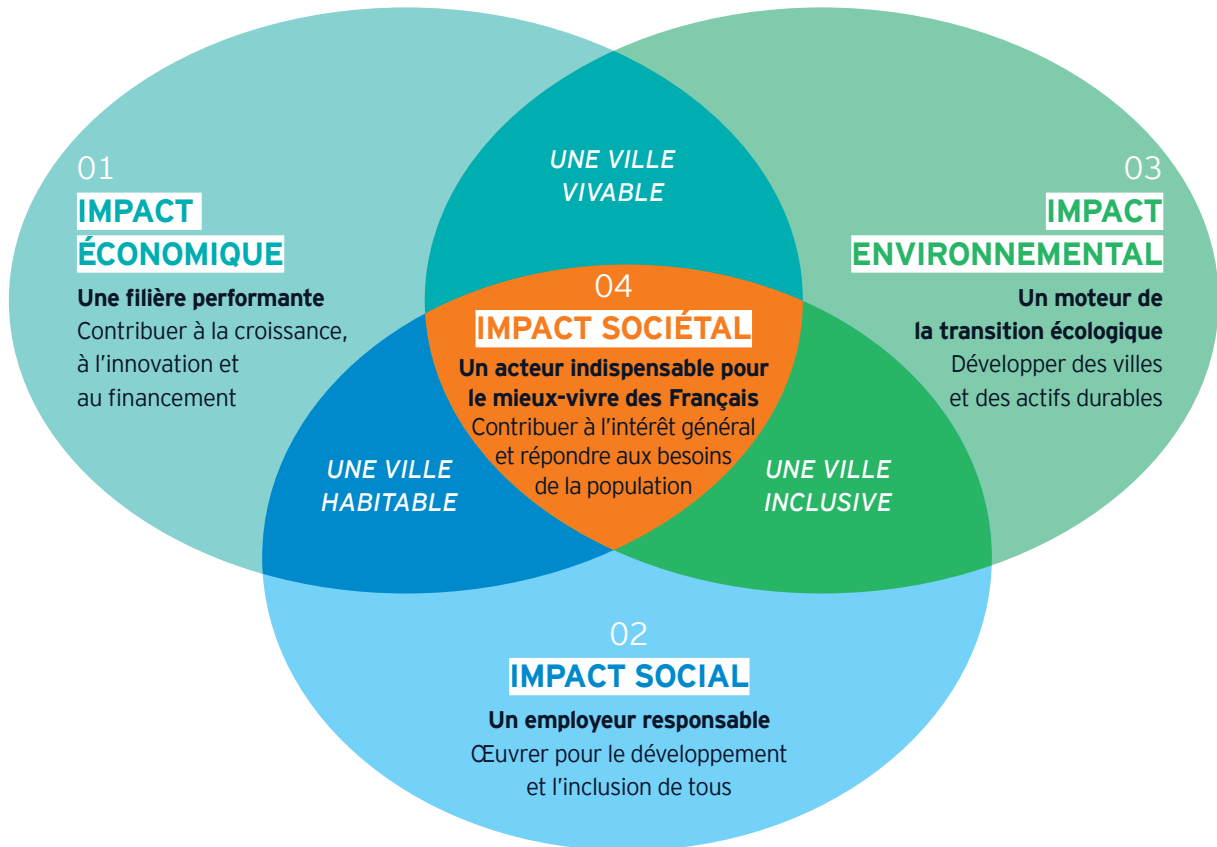 01
IMPACT
ÉCONOMIQUE
Une filière performante
Contribuer à la croissance,
à l’innovation et
au financement
UNE VILLE
VIVABLE
03
IMPACT
ENVIRONNEMENTAL
Un moteur de
la transition écologique
Développer des villes
et des actifs durables
04
IMPACT SOCIÉTAL
Un acteur indispensable pour
le mieux-vivre des Français
Contribuer à l’intérêt général
et répondre aux besoins
de la population
UNE VILLE
HABITABLE
UNE VILLE
INCLUSIVE
02
IMPACT SOCIAL
Un employeur responsable
Œuvrer pour le développement
et l’inclusion de tous